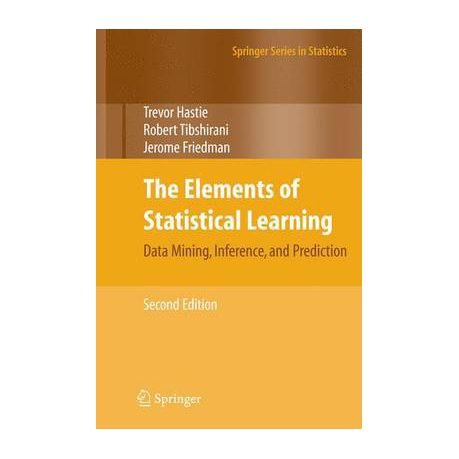 Springer Series in Statistics
Trevor Hastie
Robert Tibshirani
Jerome Friedman
The Elements of
Statistical Learning
Data Mining, Inference, and Prediction
Second Edition
Springer